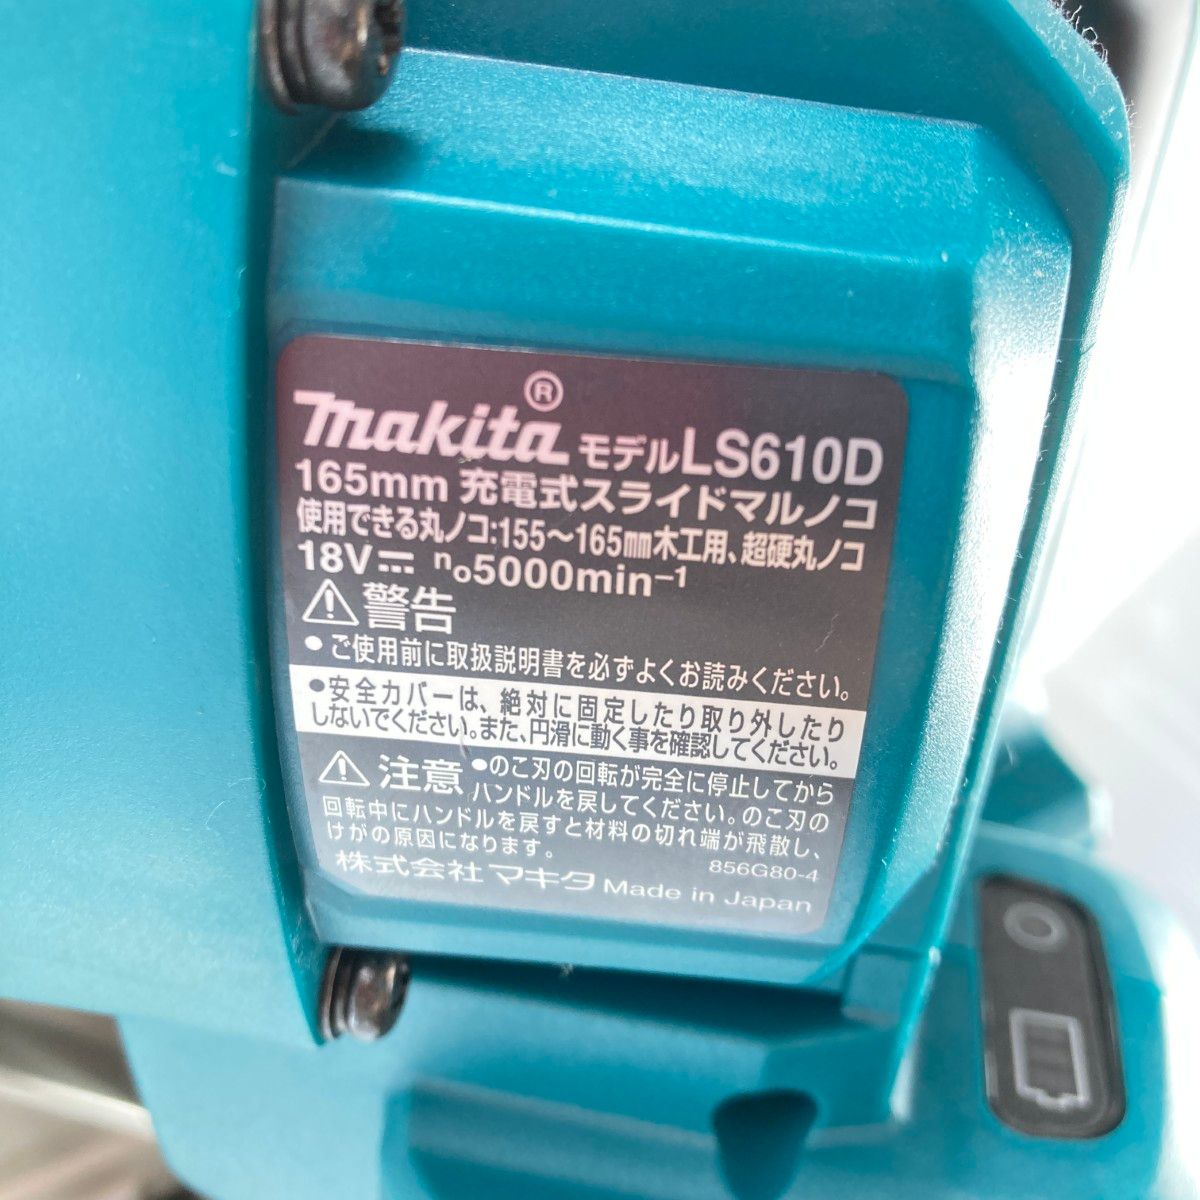 makita® モデルLS610D
165mm 充電式スライドマルノコ
使用できる丸ノコ:155～165mm木工用、超硬丸ノコ
18V⎓ no5000min-1
⚠警告
•ご使用前に取扱説明書を必ずよくお読みください。
•安全カバーは、絶対に固定したり取り外したり
しないでください。また、円滑に動く事を確認してください。
⚠注意 •のこ刃の回転が完全に停止してから
ハンドルを戻してください。のこ刃の
回転中にハンドルを戻すと材料の切れ端が飛散し、
けがの原因になります。
856G80-4
株式会社マキタ Made in Japan